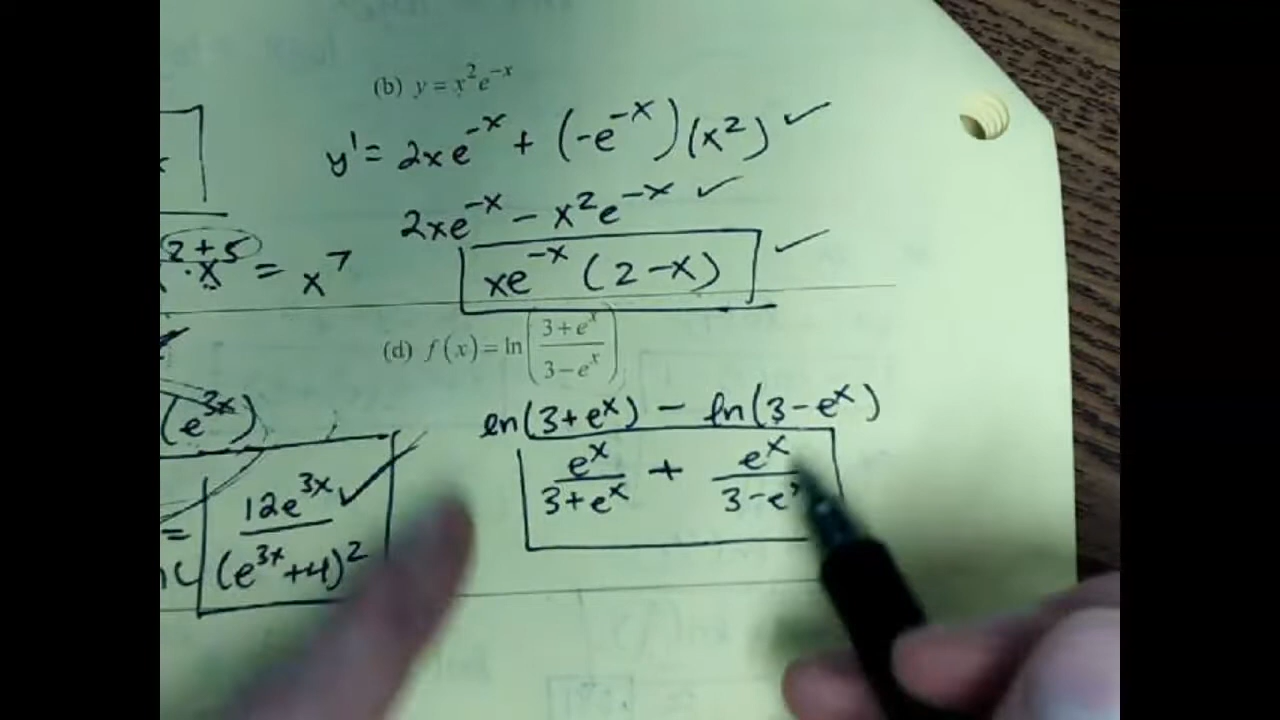 (b) y = x²e⁻ˣ
y' = 2xe⁻ˣ + (-e⁻ˣ)(x²) ✓
2xe⁻ˣ - x²e⁻ˣ ✓
xe⁻ˣ (2-x) ✓
2+5
· x⁵ = x⁷
(d) f(x) = ln((3+eˣ)/(3-eˣ))
ln(3+eˣ) - ln(3-eˣ)
eˣ/(3+eˣ) + eˣ/(3-eˣ
(e³ˣ)
= 12e³ˣ/(e³ˣ+4)² ✓